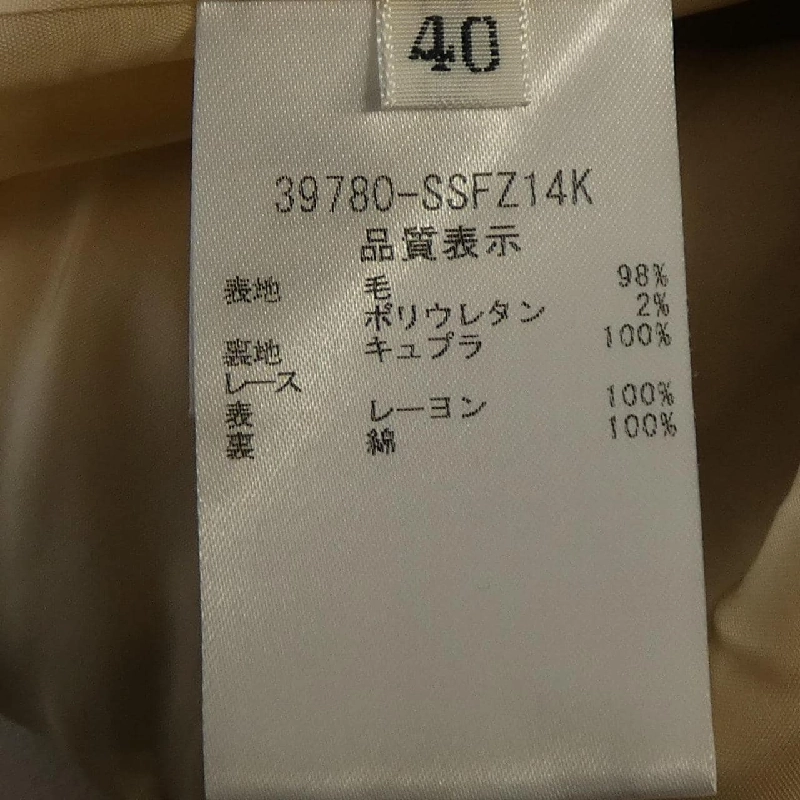 40
39780-SSFZ14K
品質表示
表地 毛 98%
ポリウレタン 2%
裏地 キュプラ 100%
レース
表 レーヨン 100%
裏 綿 100%